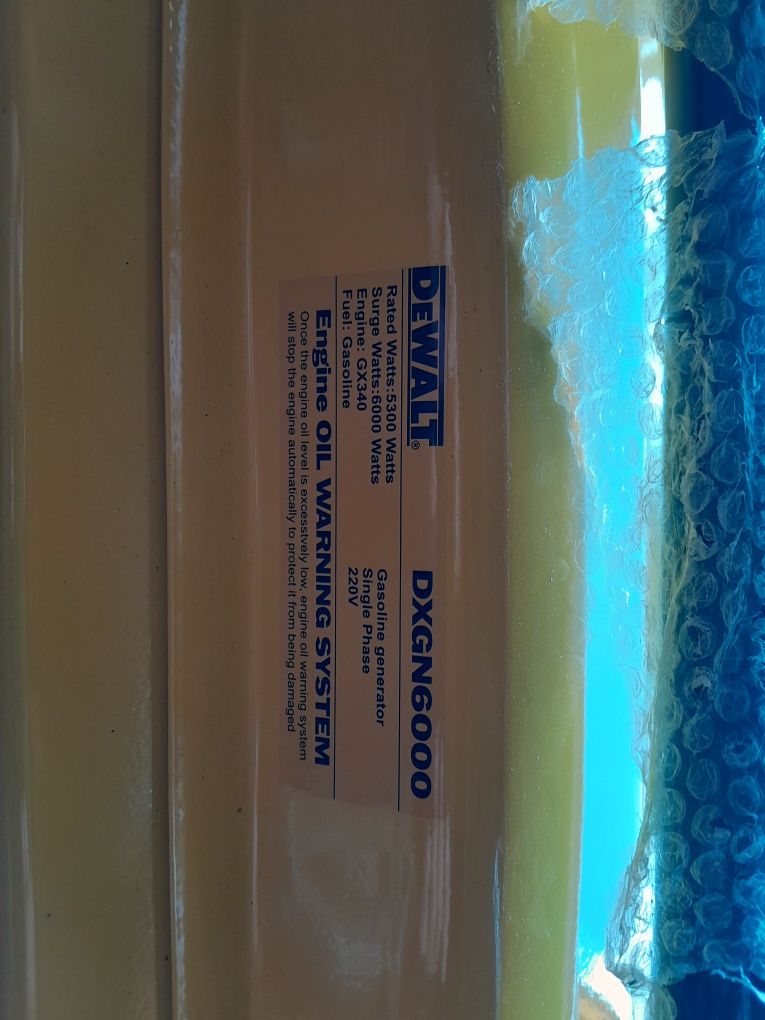 DEWALT® DXGN6000
Rated Watts:5300 Watts
Surge Watts:6000 Watts
Engine: GX340
Fuel: Gasoline
Gasoline generator
Single Phase
220V
Engine OIL WARNING SYSTEM
Once the engine oil level is excesstvely low, engine oil warning system
will stop the engine automatically to protect it from being damaged